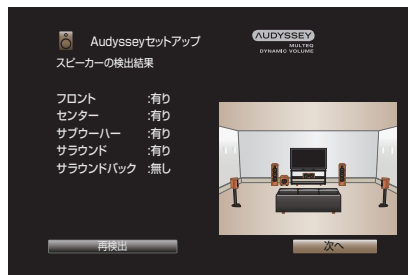 Audysseyセットアップ
AUDYSSEY
MULTEQ
DYNAMIC VOLUME
スピーカーの検出結果
フロント :有り
センター :有り
サブウーハー :有り
サラウンド :有り
サラウンドバック :無し
再検出
次へ